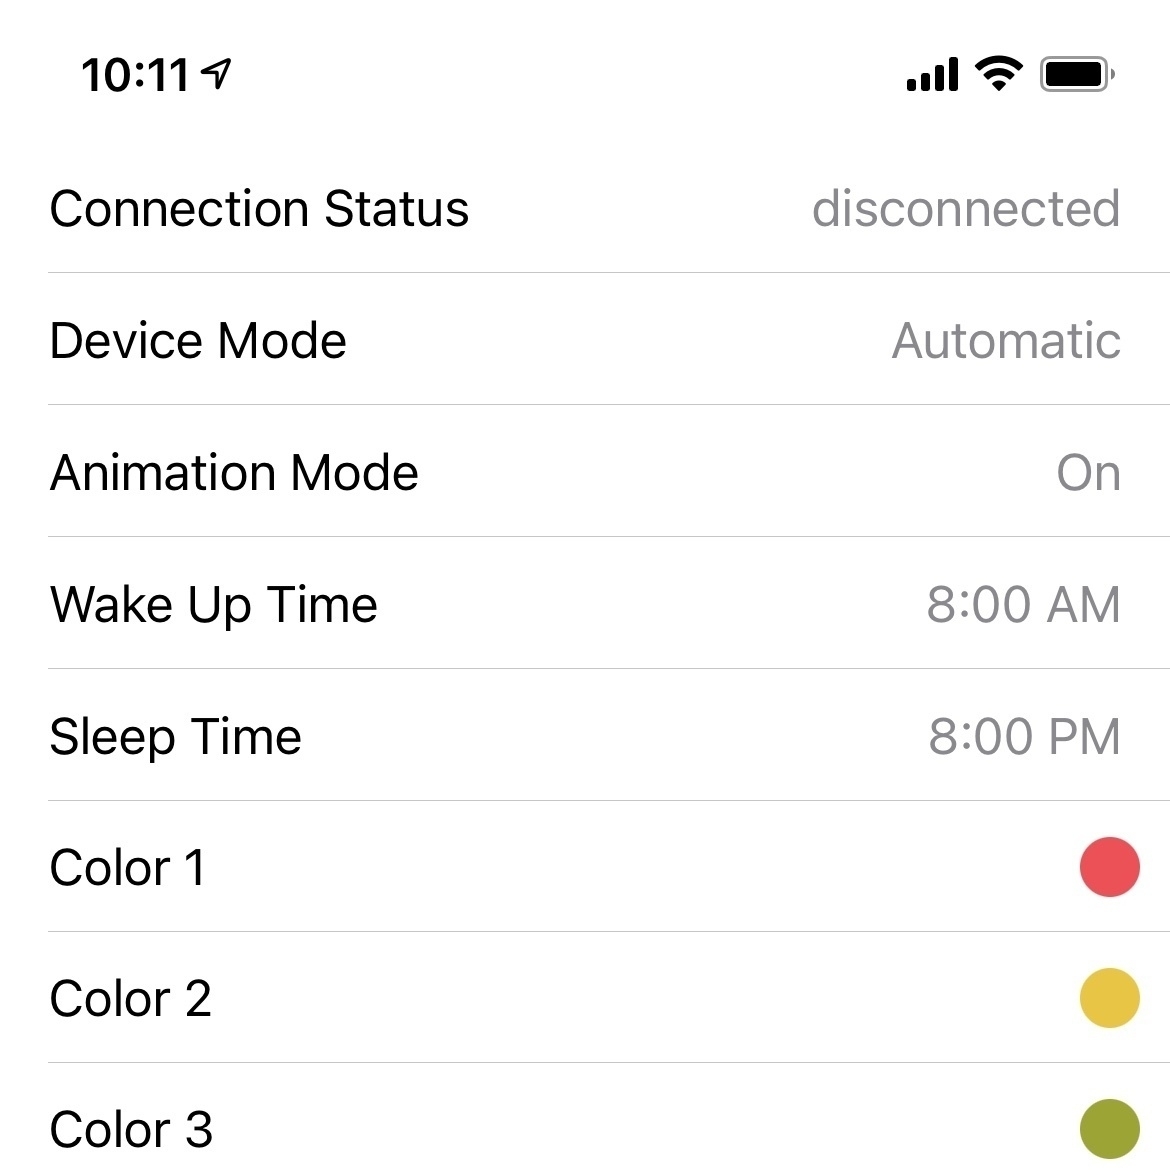 10:11
Connection Status disconnected
Device Mode Automatic
Animation Mode On
Wake Up Time 8:00 AM
Sleep Time 8:00 PM
Color 1
Color 2
Color 3